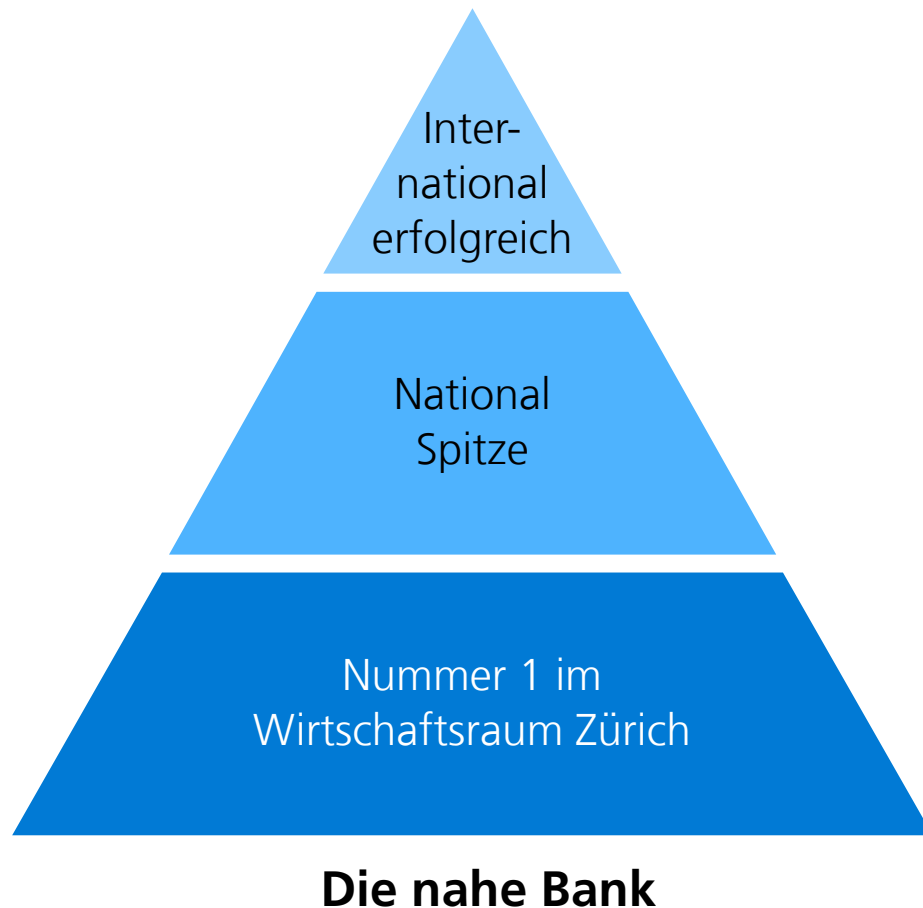 Inter-
national
erfolgreich
National
Spitze
Nummer 1 im
Wirtschaftsraum Zürich
Die nahe Bank